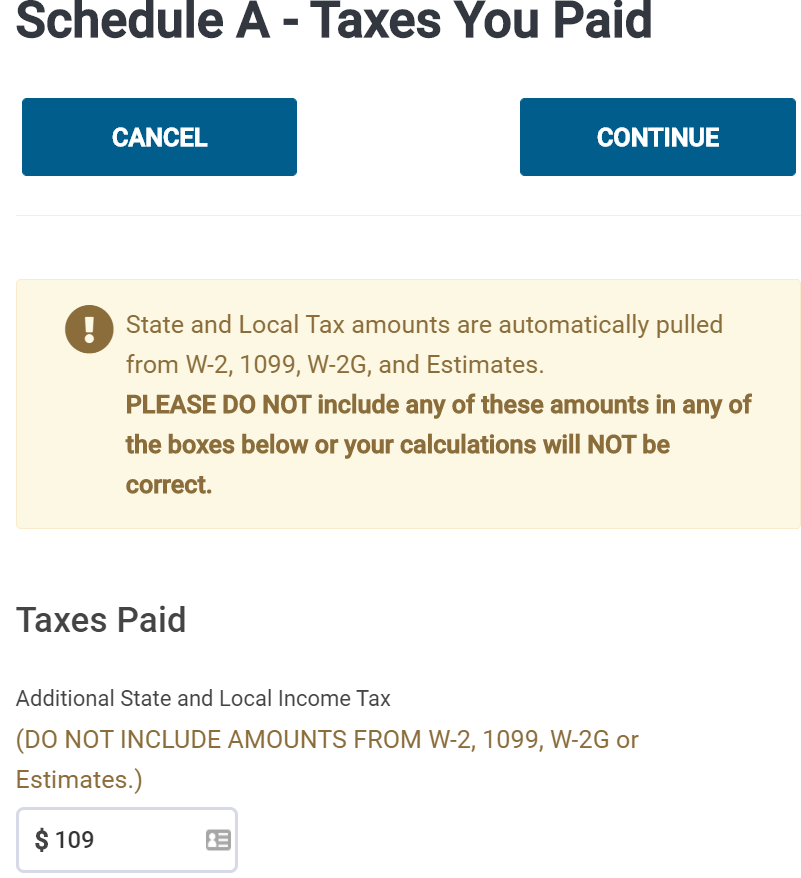 Schedule A - Taxes You Paid
CANCEL
CONTINUE
State and Local Tax amounts are automatically pulled
from W-2, 1099, W-2G, and Estimates.
PLEASE DO NOT include any of these amounts in any of
the boxes below or your calculations will NOT be
correct.
Taxes Paid
Additional State and Local Income Tax
(DO NOT INCLUDE AMOUNTS FROM W-2, 1099, W-2G or
Estimates.)
$ 109